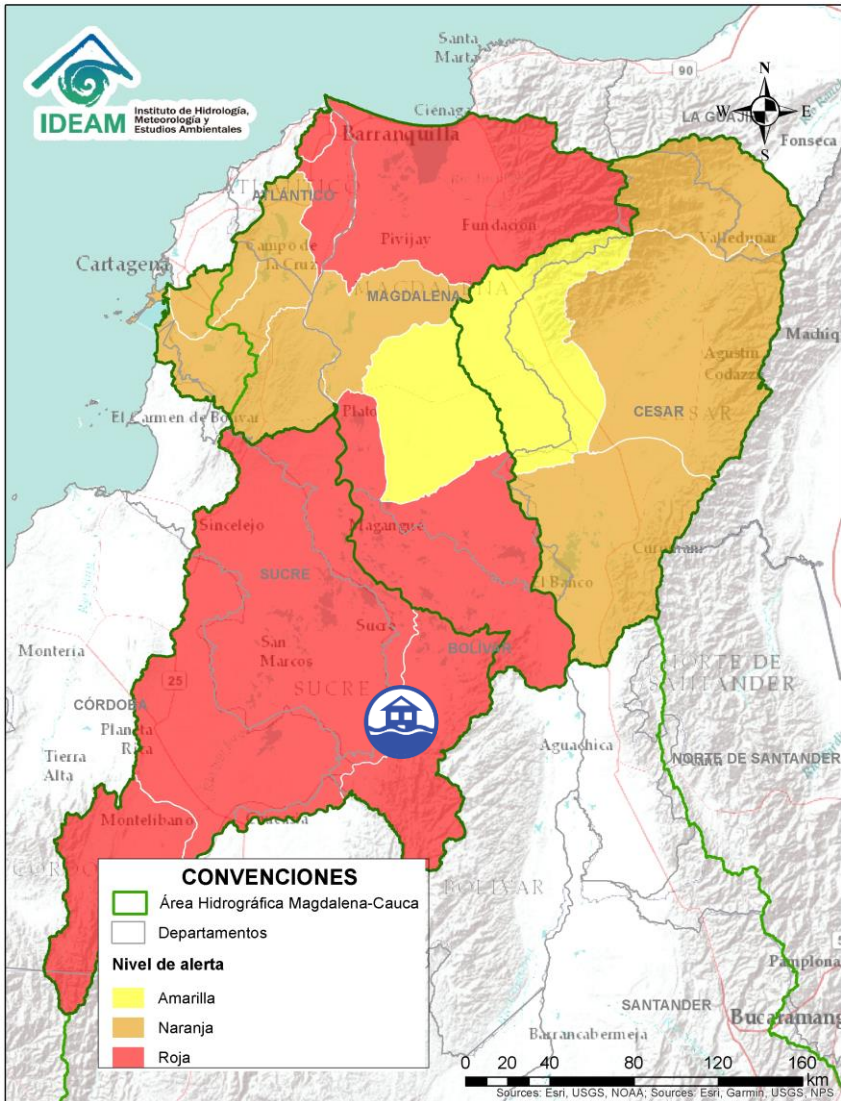 IDEAM
Instituto de Hidrología,
Meteorología y
Estudios Ambientales
Santa
Marta
90
N
W
E
S
LA GUAJI
Ciénaga
Fonseca
Barranquilla
ATLÁNTICO
Pivijay
Fundación
Valledupar
Campo de
la Cruz
Cartagena
MAGDALENA
Machiq
Agustín
Codazzi
CESAR
El Carmen de Bolívar
Plato
Sincelejo
Magangué
SUCRE
El Banco
Sucre
BOLÍVAR
San
Marcos
SUCRE
Montería
25
CÓRDOBA
Planeta
Rica
Tierra
Alta
NORTE DE
SANTANDER
Aguachica
NORTE DE SANTANDER
Montelíbano
BOLÍVAR
CONVENCIONES
Área Hidrográfica Magdalena-Cauca
Departamentos
Nivel de alerta
Amarilla
Naranja
Roja
Pamplona
SANTANDER
Bucaramang
Barrancabermeja
0 20 40 80 120 160
km
Sources: Esri, USGS, NOAA; Sources: Esri, Garmin, USGS, NPS